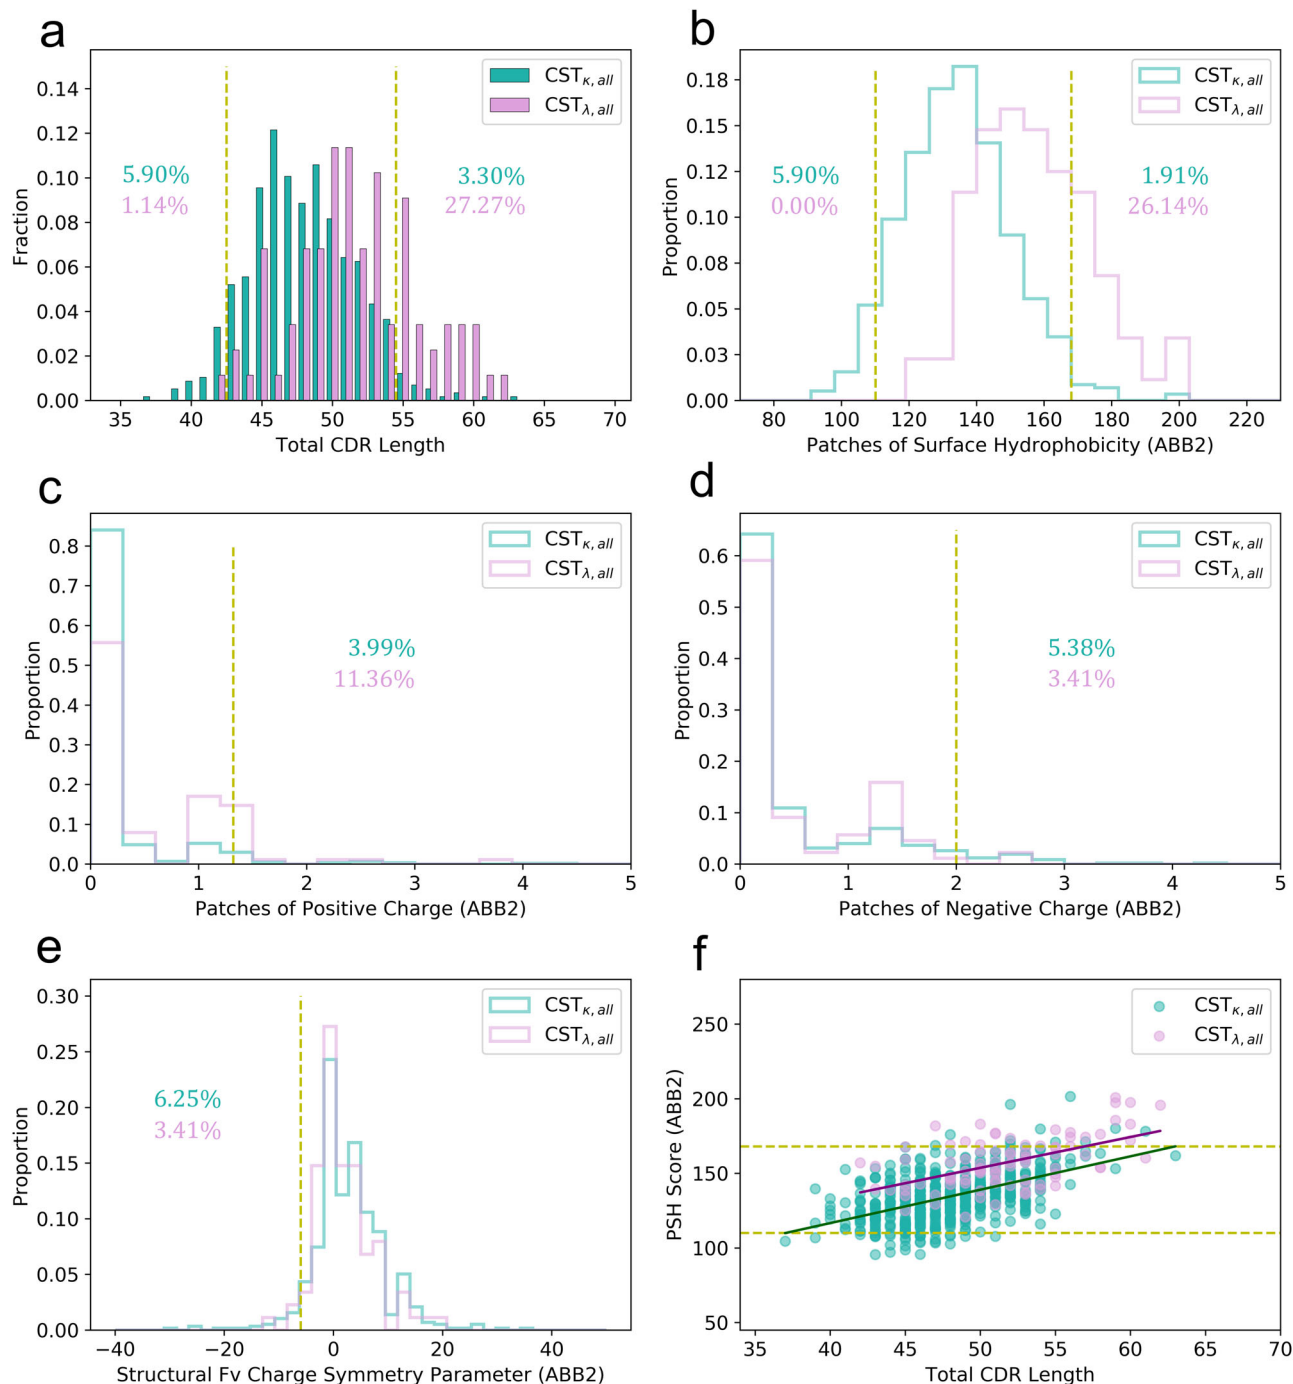 a
CSTκ, all
CSTλ, all
5.90%
1.14%
3.30%
27.27%
0.14
0.12
0.10
0.08
0.06
0.04
0.02
0.00
Fraction
35 40 45 50 55 60 65 70
Total CDR Length
b
CSTκ, all
CSTλ, all
5.90%
0.00%
1.91%
26.14%
0.18
0.15
0.12
0.10
0.08
0.05
0.03
0.00
Proportion
80 100 120 140 160 180 200 220
Patches of Surface Hydrophobicity (ABB2)
c
CSTκ, all
CSTλ, all
3.99%
11.36%
0.8
0.7
0.6
0.5
0.4
0.3
0.2
0.1
0.0
Proportion
0 1 2 3 4 5
Patches of Positive Charge (ABB2)
d
CSTκ, all
CSTλ, all
5.38%
3.41%
0.6
0.5
0.4
0.3
0.2
0.1
0.0
Proportion
0 1 2 3 4 5
Patches of Negative Charge (ABB2)
e
CSTκ, all
CSTλ, all
6.25%
3.41%
0.30
0.25
0.20
0.15
0.10
0.05
0.00
Proportion
−40 −20 0 20 40
Structural Fv Charge Symmetry Parameter (ABB2)
f
CSTκ, all
CSTλ, all
250
200
150
100
50
PSH Score (ABB2)
35 40 45 50 55 60 65 70
Total CDR Length